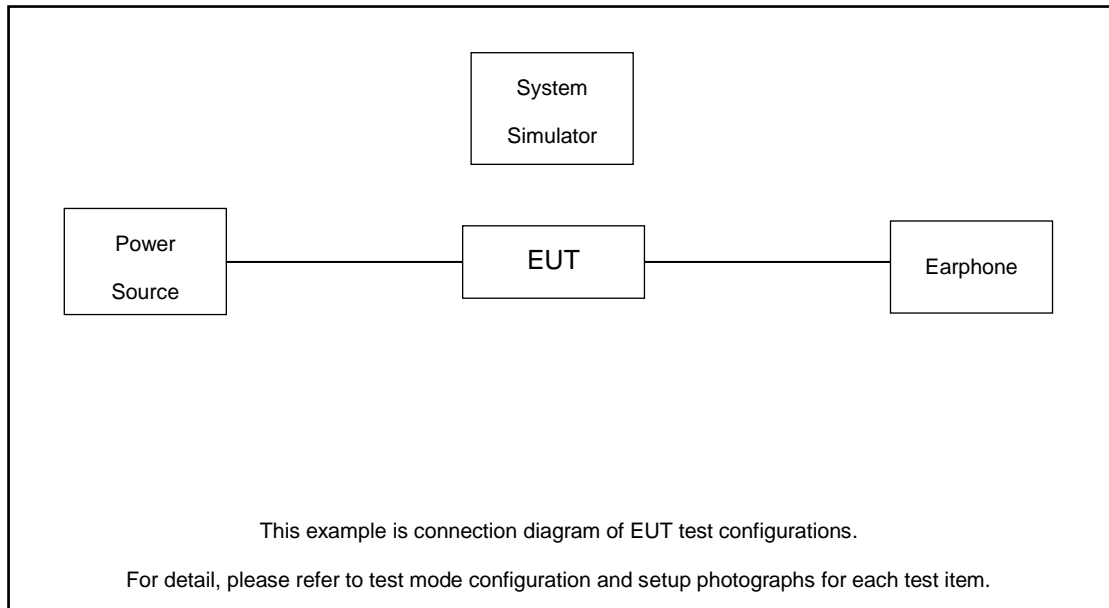 System
Simulator
Power
Source
EUT
Earphone
This example is connection diagram of EUT test configurations.
For detail, please refer to test mode configuration and setup photographs for each test item.